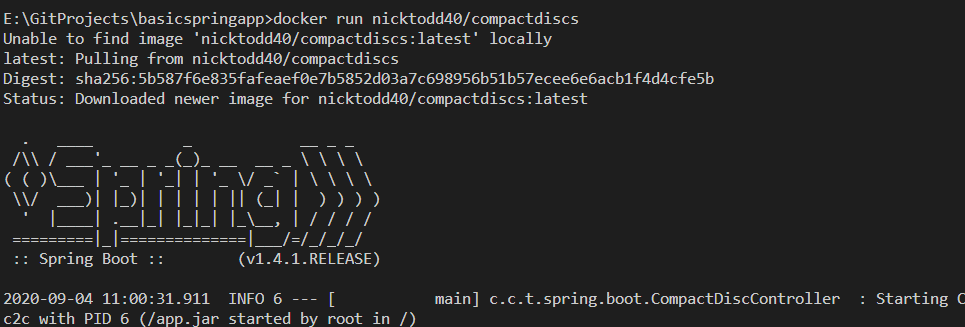 E:\GitProjects\basicspringapp>docker run nicktodd40/compactdiscs
Unable to find image 'nicktodd40/compactdiscs:latest' locally
latest: Pulling from nicktodd40/compactdiscs
Digest: sha256:5b587f6e835fafeaef0e7b5852d03a7c698956b51b57ecee6e6acb1f4d4cfe5b
Status: Downloaded newer image for nicktodd40/compactdiscs:latest
  .   ____          _            __ _ _
 /\\ / ___'_ __ _ _(_)_ __  __ _ \ \ \ \
( ( )\___ | '_ | '_| | '_ \/ _` | \ \ \ \
 \\/  ___)| |_)| | | | | || (_| |  ) ) ) )
  '  |____| .__|_| |_|_| |_\__, | / / / /
 =========|_|==============|___/=/_/_/_/
 :: Spring Boot ::        (v1.4.1.RELEASE)
2020-09-04 11:00:31.911  INFO 6 --- [           main] c.c.t.spring.boot.CompactDiscController  : Starting C
c2c with PID 6 (/app.jar started by root in /)